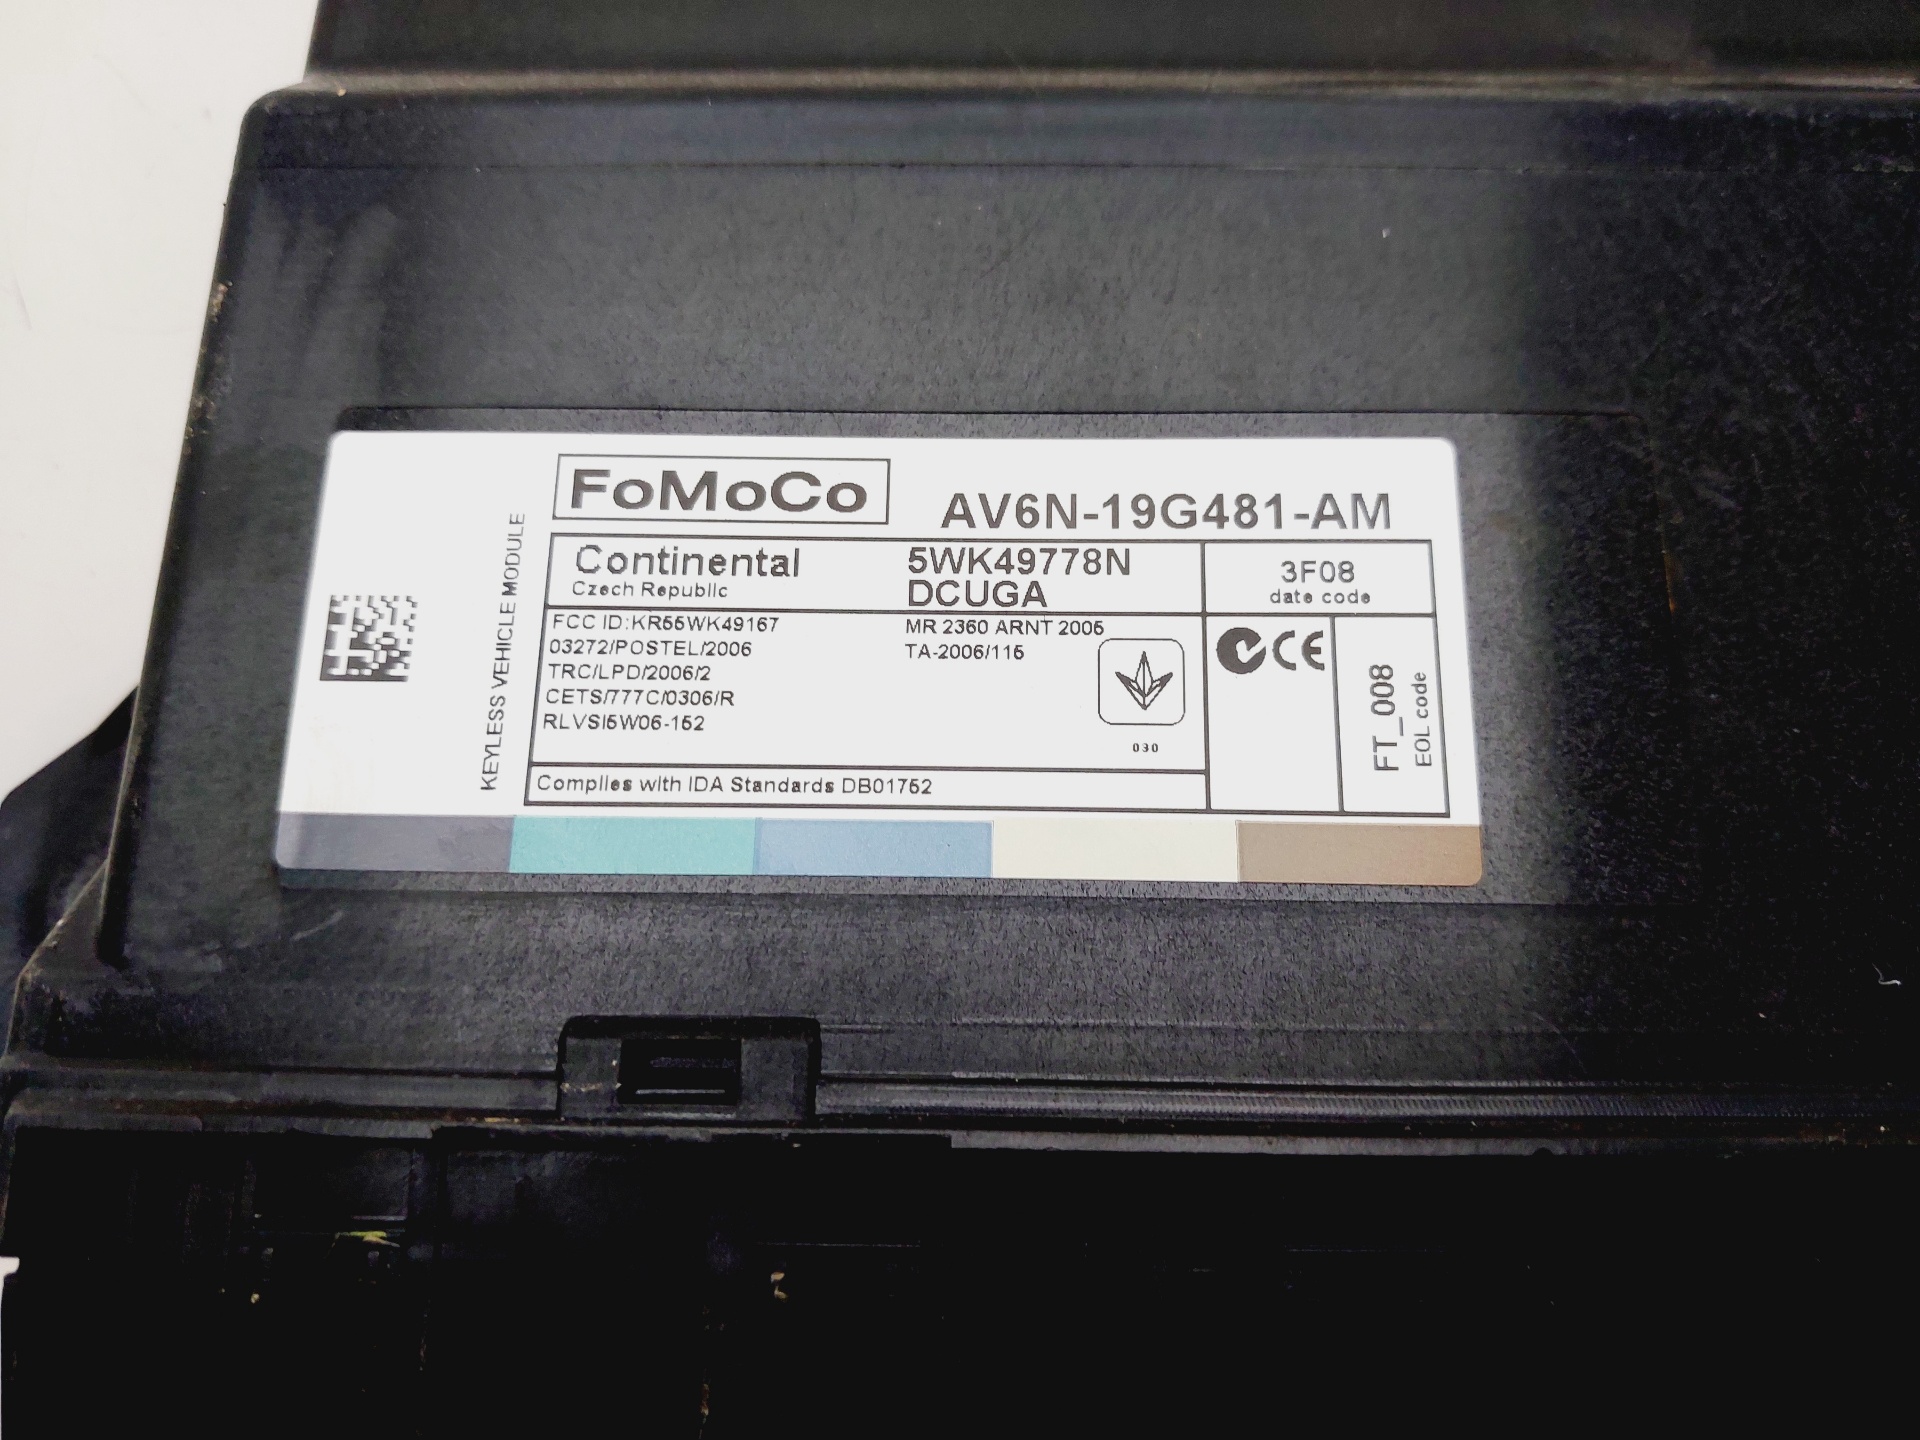 FoMoCo
AV6N-19G481-AM
KEYLESS VEHICLE MODULE
Continental
Czech Republic
5WK49778N
DCUGA
3F08
date code
FCC ID:KR55WK49167
03272/POSTEL/2006
TRC/LPD/2006/2
CETS/777C/0306/R
RLVSI5W06-152
MR 2360 ARNT 2005
TA-2006/115
030
CE
FT_008
EOL code
Complies with IDA Standards DB01752